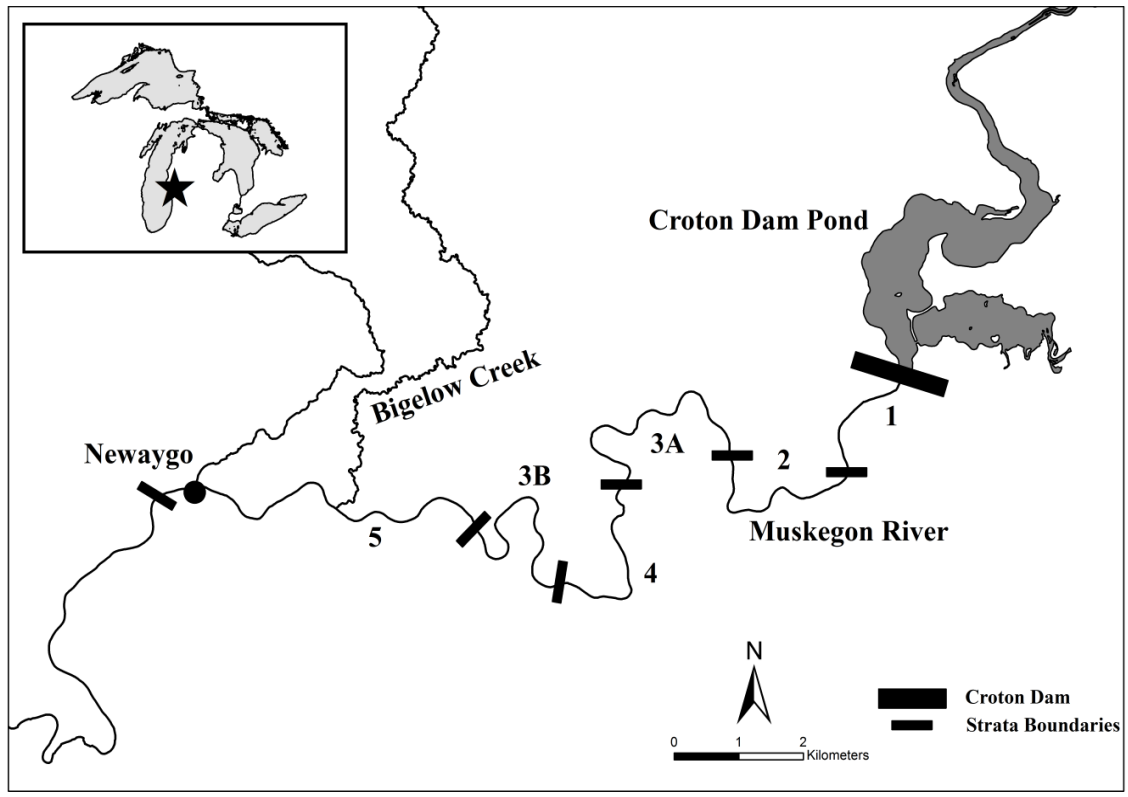 Croton Dam Pond
Bigelow Creek
1
Newaygo
3A
2
3B
Muskegon River
5
4
N
Croton Dam
Strata Boundaries
0 1 2
Kilometers